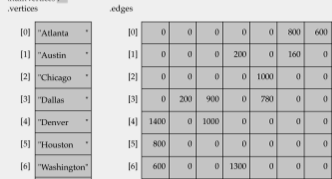 .vertices .edges
[0] "Atlanta " [0] 0 0 0 0 0 800 600
[1] "Austin " [1] 0 0 0 200 0 160 0
[2] "Chicago " [2] 0 0 0 0 1000 0 0
[3] "Dallas " [3] 0 200 900 0 780 0 0
[4] "Denver " [4] 1400 0 1000 0 0 0 0
[5] "Houston " [5] 800 0 0 0 0 0 0
[6] "Washington" [6] 600 0 0 1300 0 0 0